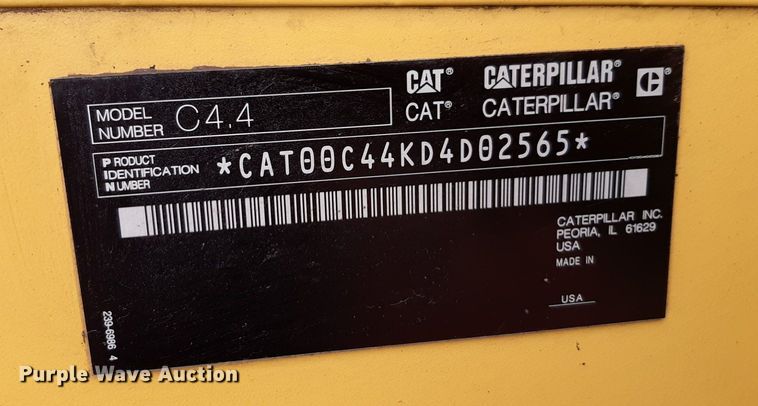 CAT® CATERPILLAR®
CAT® CATERPILLAR®
MODEL NUMBER C4.4
PRODUCT IDENTIFICATION NUMBER *CAT00C44KD4D02565*
CATERPILLAR INC.
PEORIA, IL 61629
USA
MADE IN
USA
239-6986 4
Purple Wave Auction